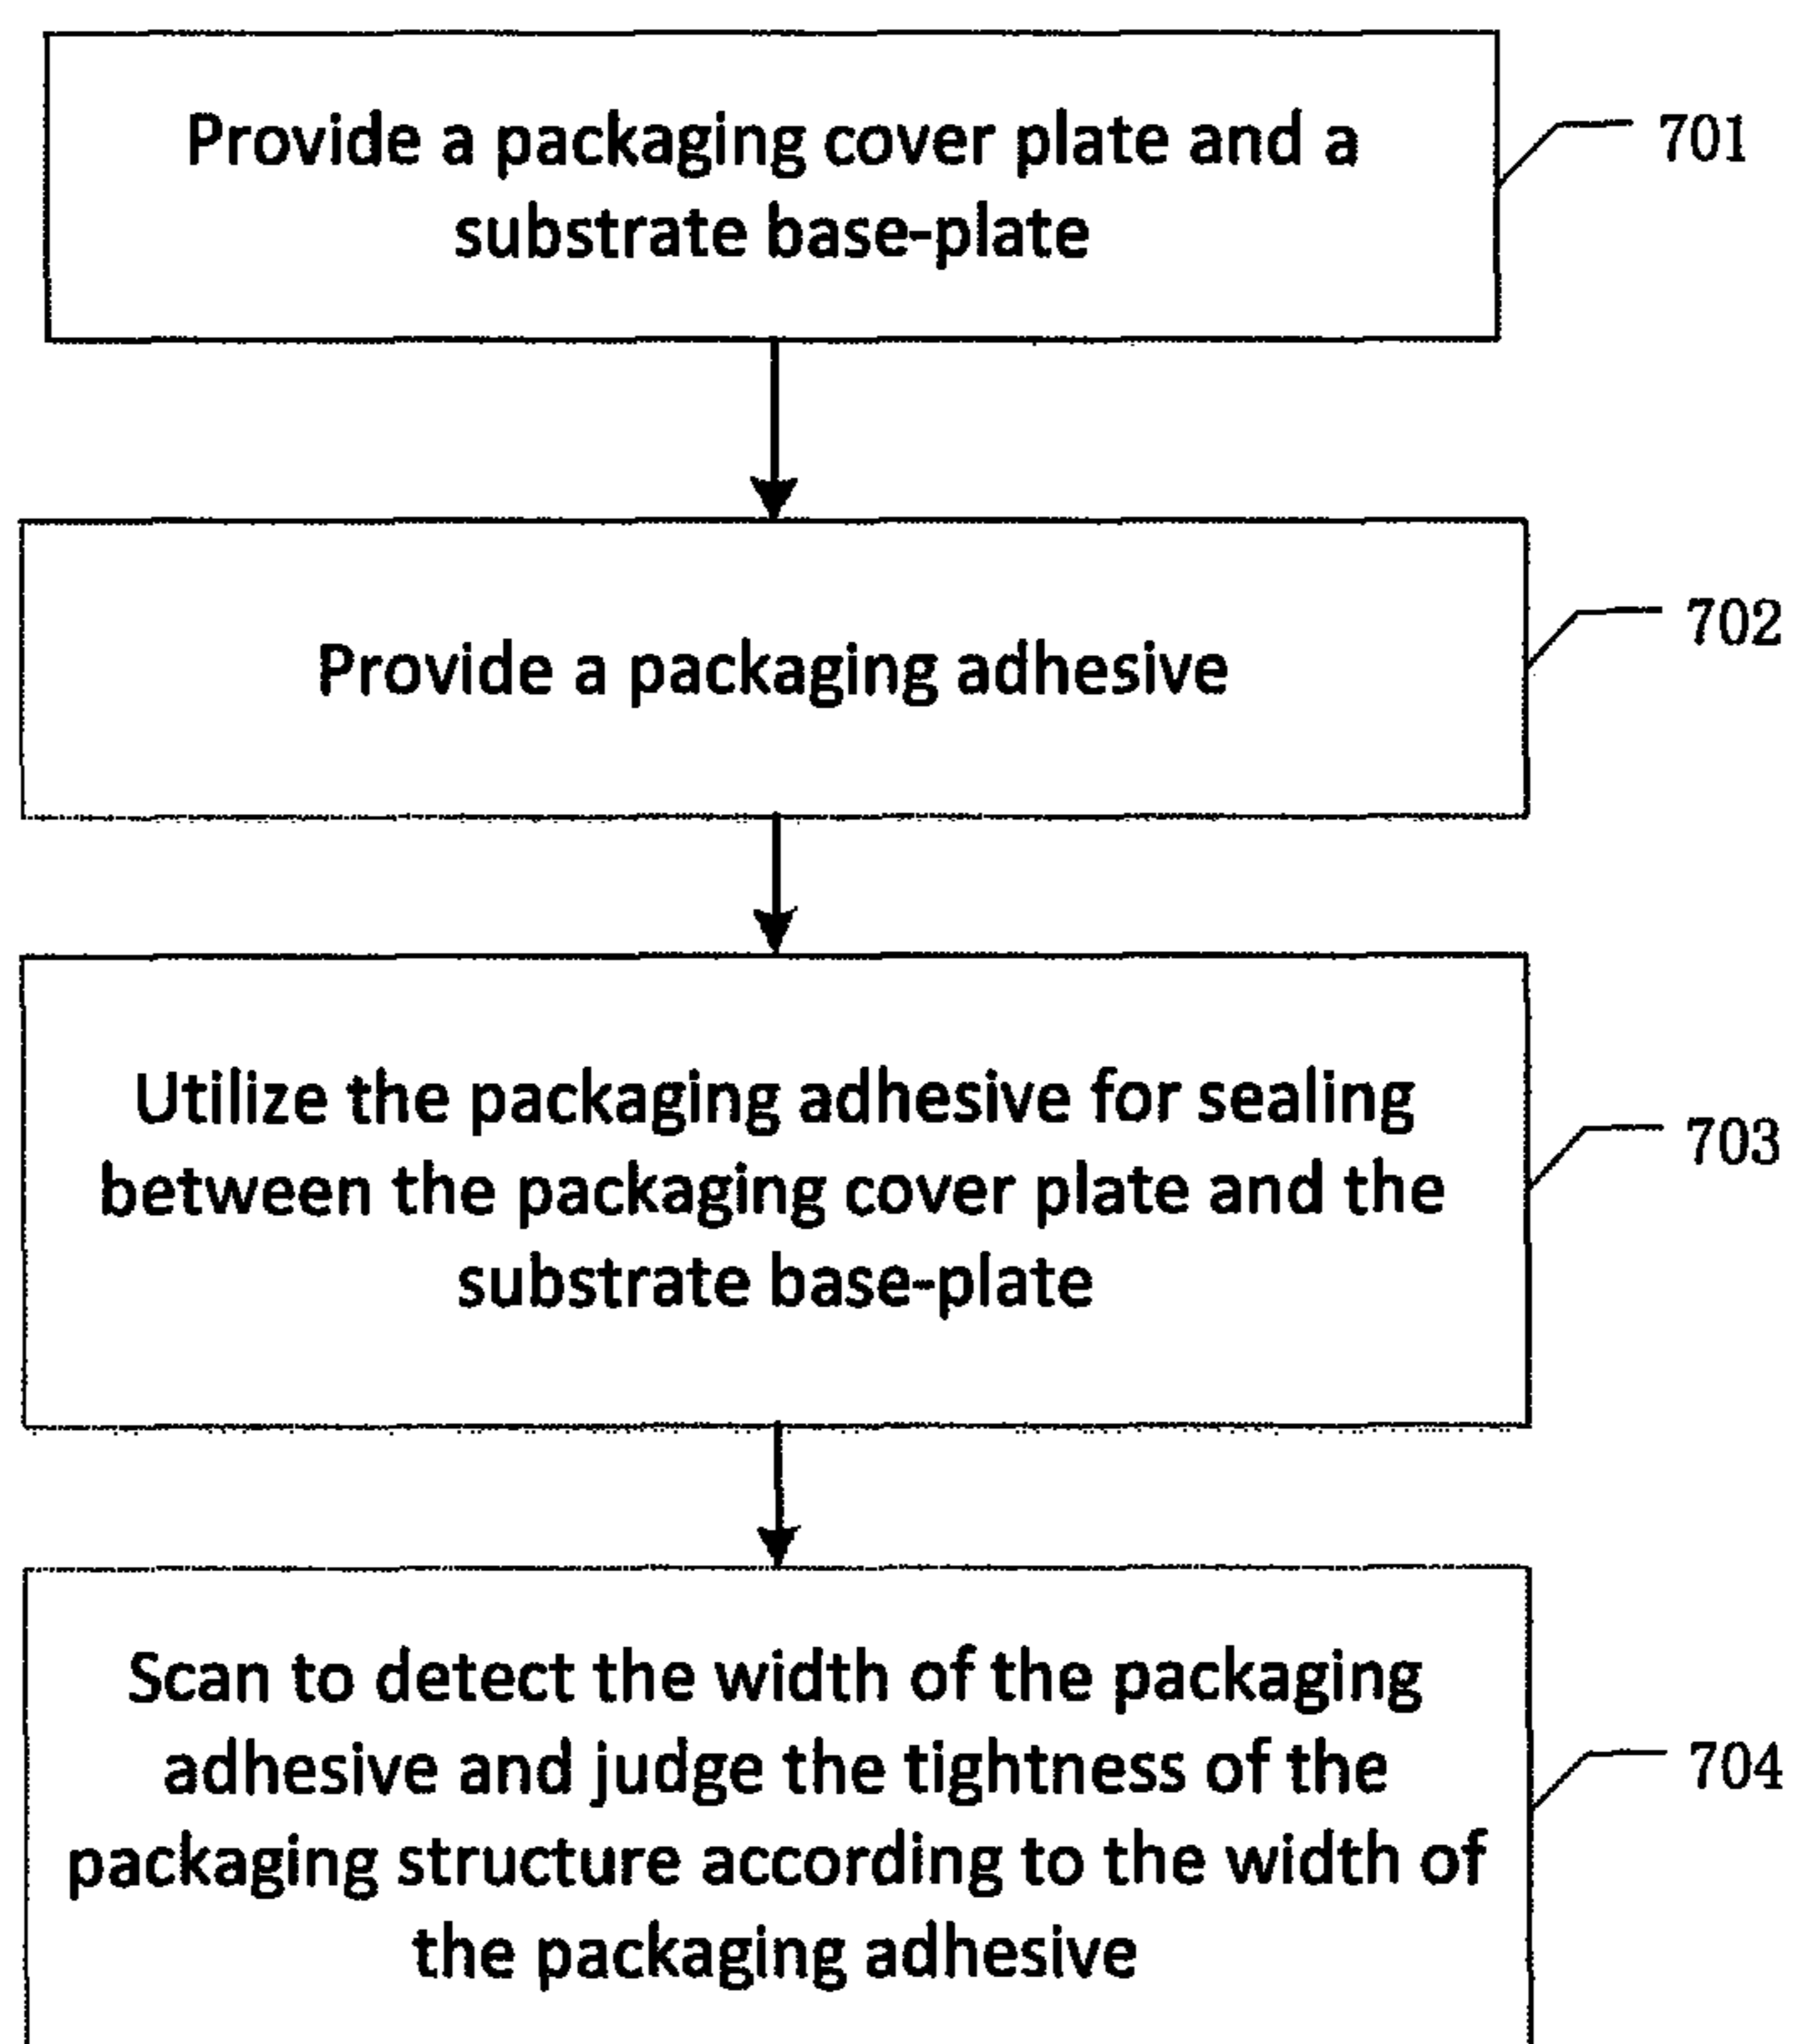 Provide a packaging cover plate and a
substrate base-plate
701
Provide a packaging adhesive
702
Utilize the packaging adhesive for sealing
between the packaging cover plate and the
substrate base-plate
703
Scan to detect the width of the packaging
adhesive and judge the tightness of the
packaging structure according to the width of
the packaging adhesive
704